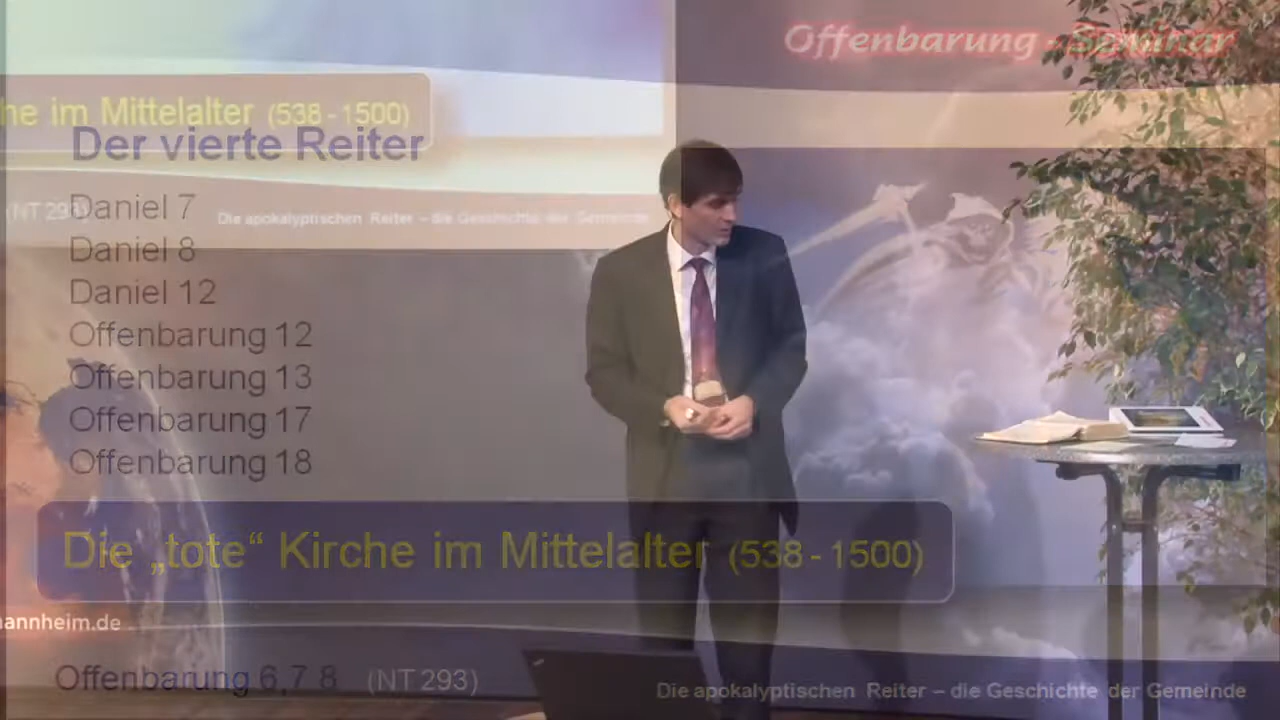 Offenbarung - Seminar
he im Mittelalter (538 - 1500)
Der vierte Reiter
Daniel 7
(NT 293)
Die apokalyptischen Reiter – die Geschichte der Gemeinde
Daniel 8
Daniel 12
Offenbarung 12
Offenbarung 13
Offenbarung 17
Offenbarung 18
Die „tote“ Kirche im Mittelalter (538 - 1500)
annheim.de
Offenbarung 6,7.8 (NT 293)
Die apokalyptischen Reiter – die Geschichte der Gemeinde